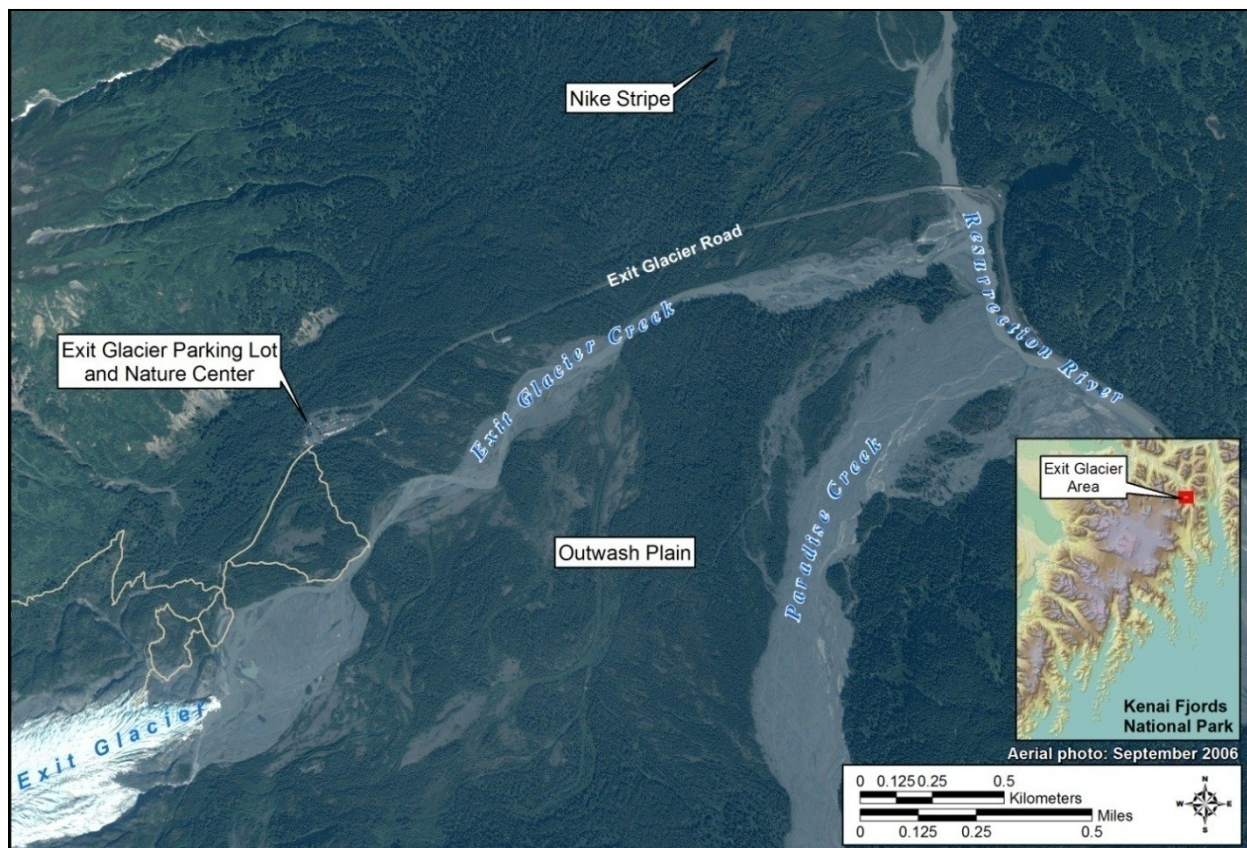 Nike Stripe
Exit Glacier Road
Resurrection River
Exit Glacier Parking Lot
and Nature Center
Exit Glacier Creek
Paradise Creek
Outwash Plain
Exit Glacier
Exit Glacier
Area
Kenai Fjords
National Park
Aerial photo: September 2006
0 0.125 0.25 0.5
Kilometers
Miles
0 0.125 0.25 0.5
N
W E
S